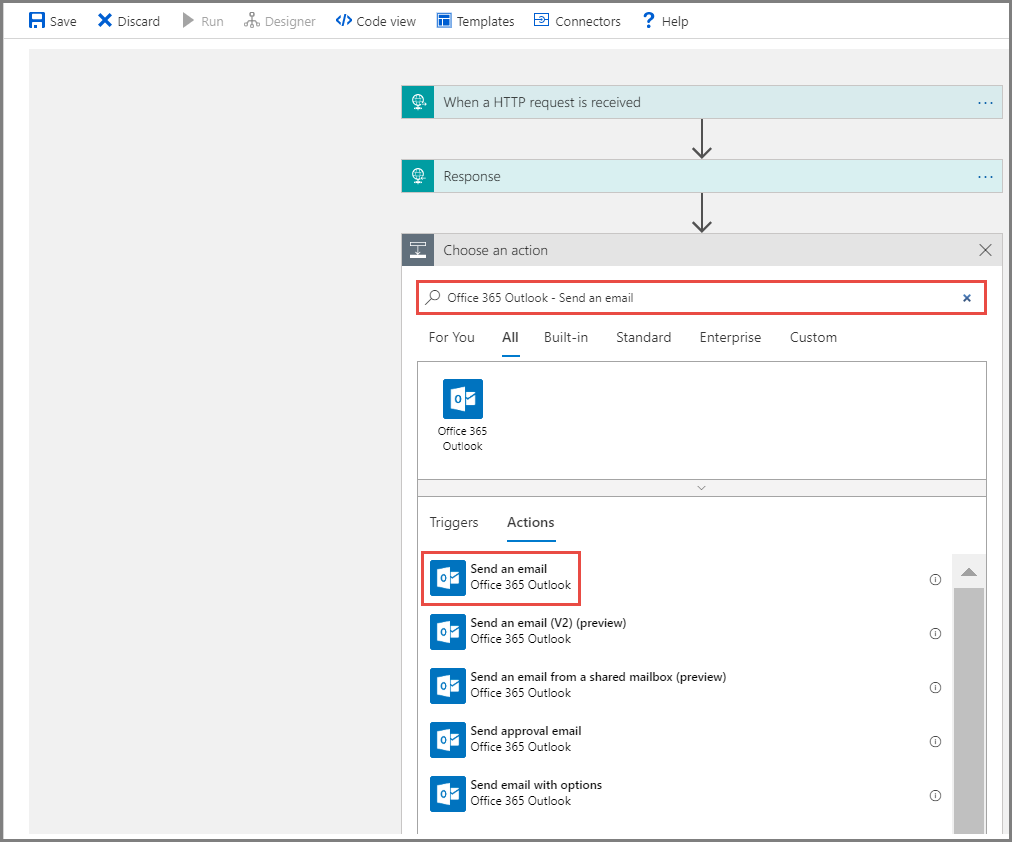 Save Discard Run Designer Code view Templates Connectors ? Help
When a HTTP request is received
Response
Choose an action
Office 365 Outlook - Send an email
For You All Built-in Standard Enterprise Custom
Office 365
Outlook
Triggers Actions
Send an email
Office 365 Outlook
Send an email (V2) (preview)
Office 365 Outlook
Send an email from a shared mailbox (preview)
Office 365 Outlook
Send approval email
Office 365 Outlook
Send email with options
Office 365 Outlook